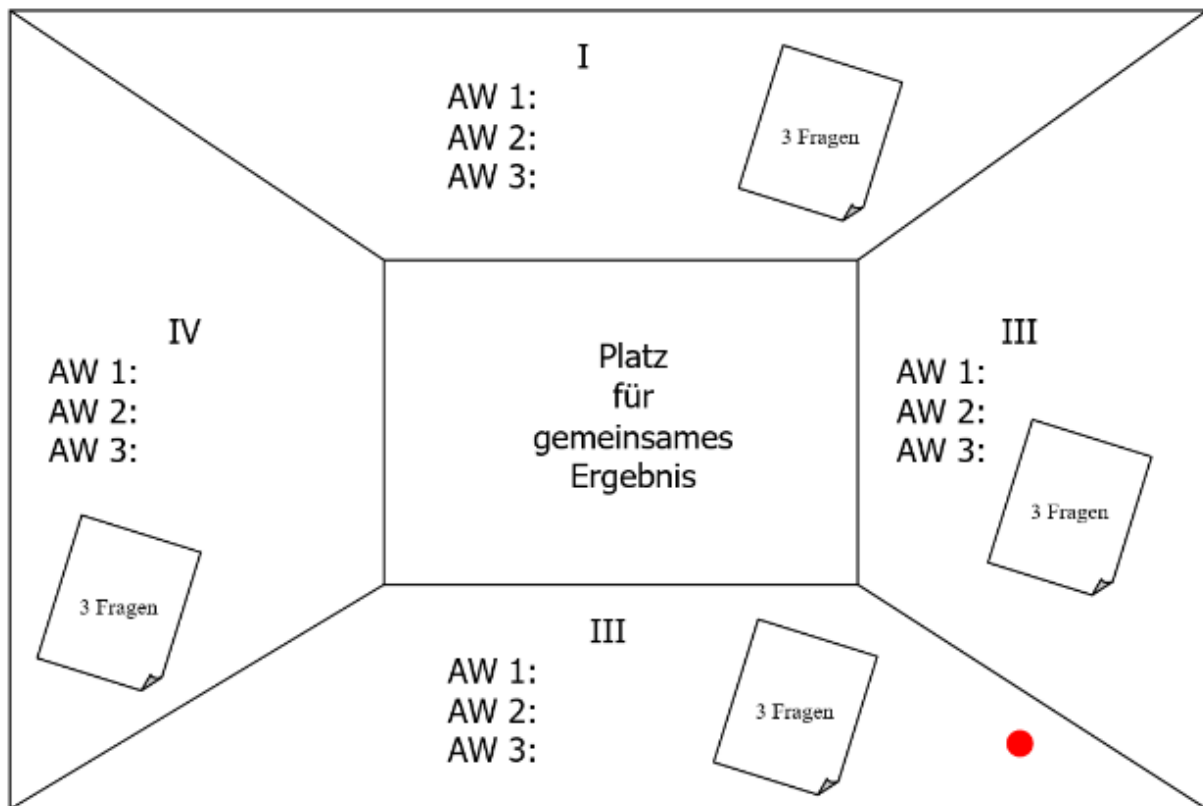 I
AW 1:
AW 2:
AW 3:
3 Fragen
IV
AW 1:
AW 2:
AW 3:
3 Fragen
Platz
für
gemeinsames
Ergebnis
III
AW 1:
AW 2:
AW 3:
3 Fragen
III
AW 1:
AW 2:
AW 3:
3 Fragen